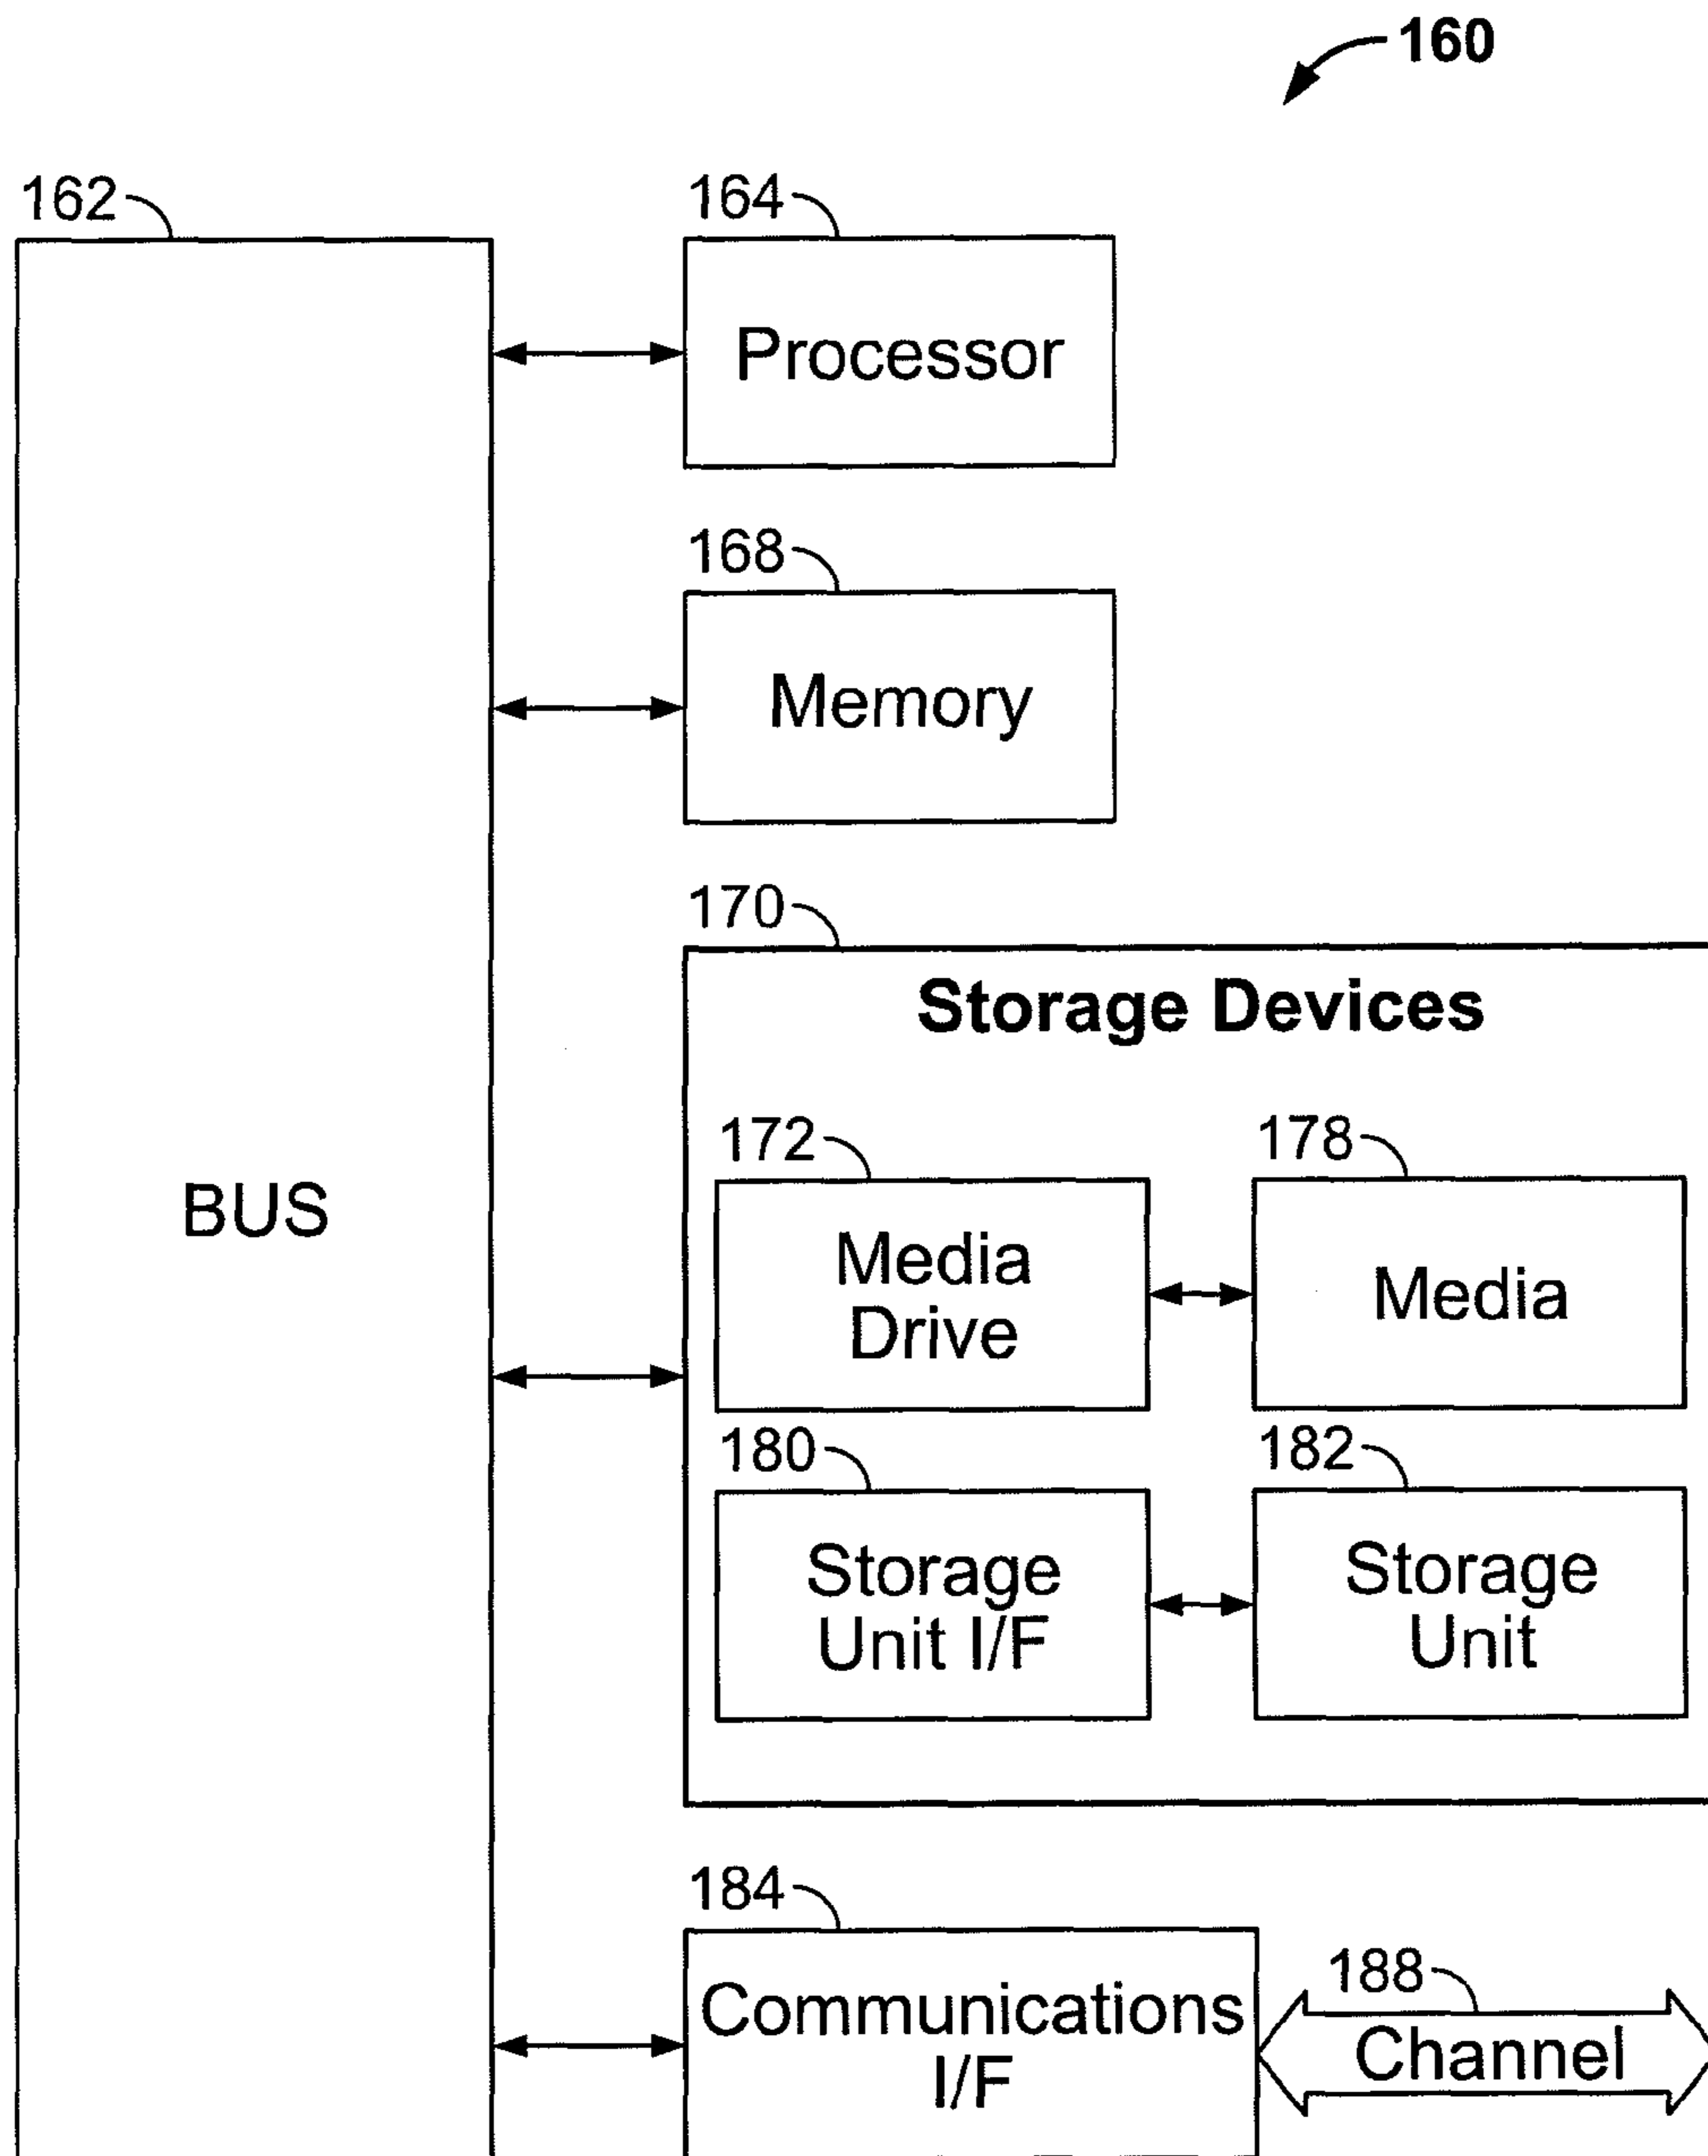 160
162
164
Processor
168
Memory
170
Storage Devices
172
178
BUS
Media
Drive
Media
180
182
Storage
Unit I/F
Storage
Unit
184
188
Communications
I/F
Channel